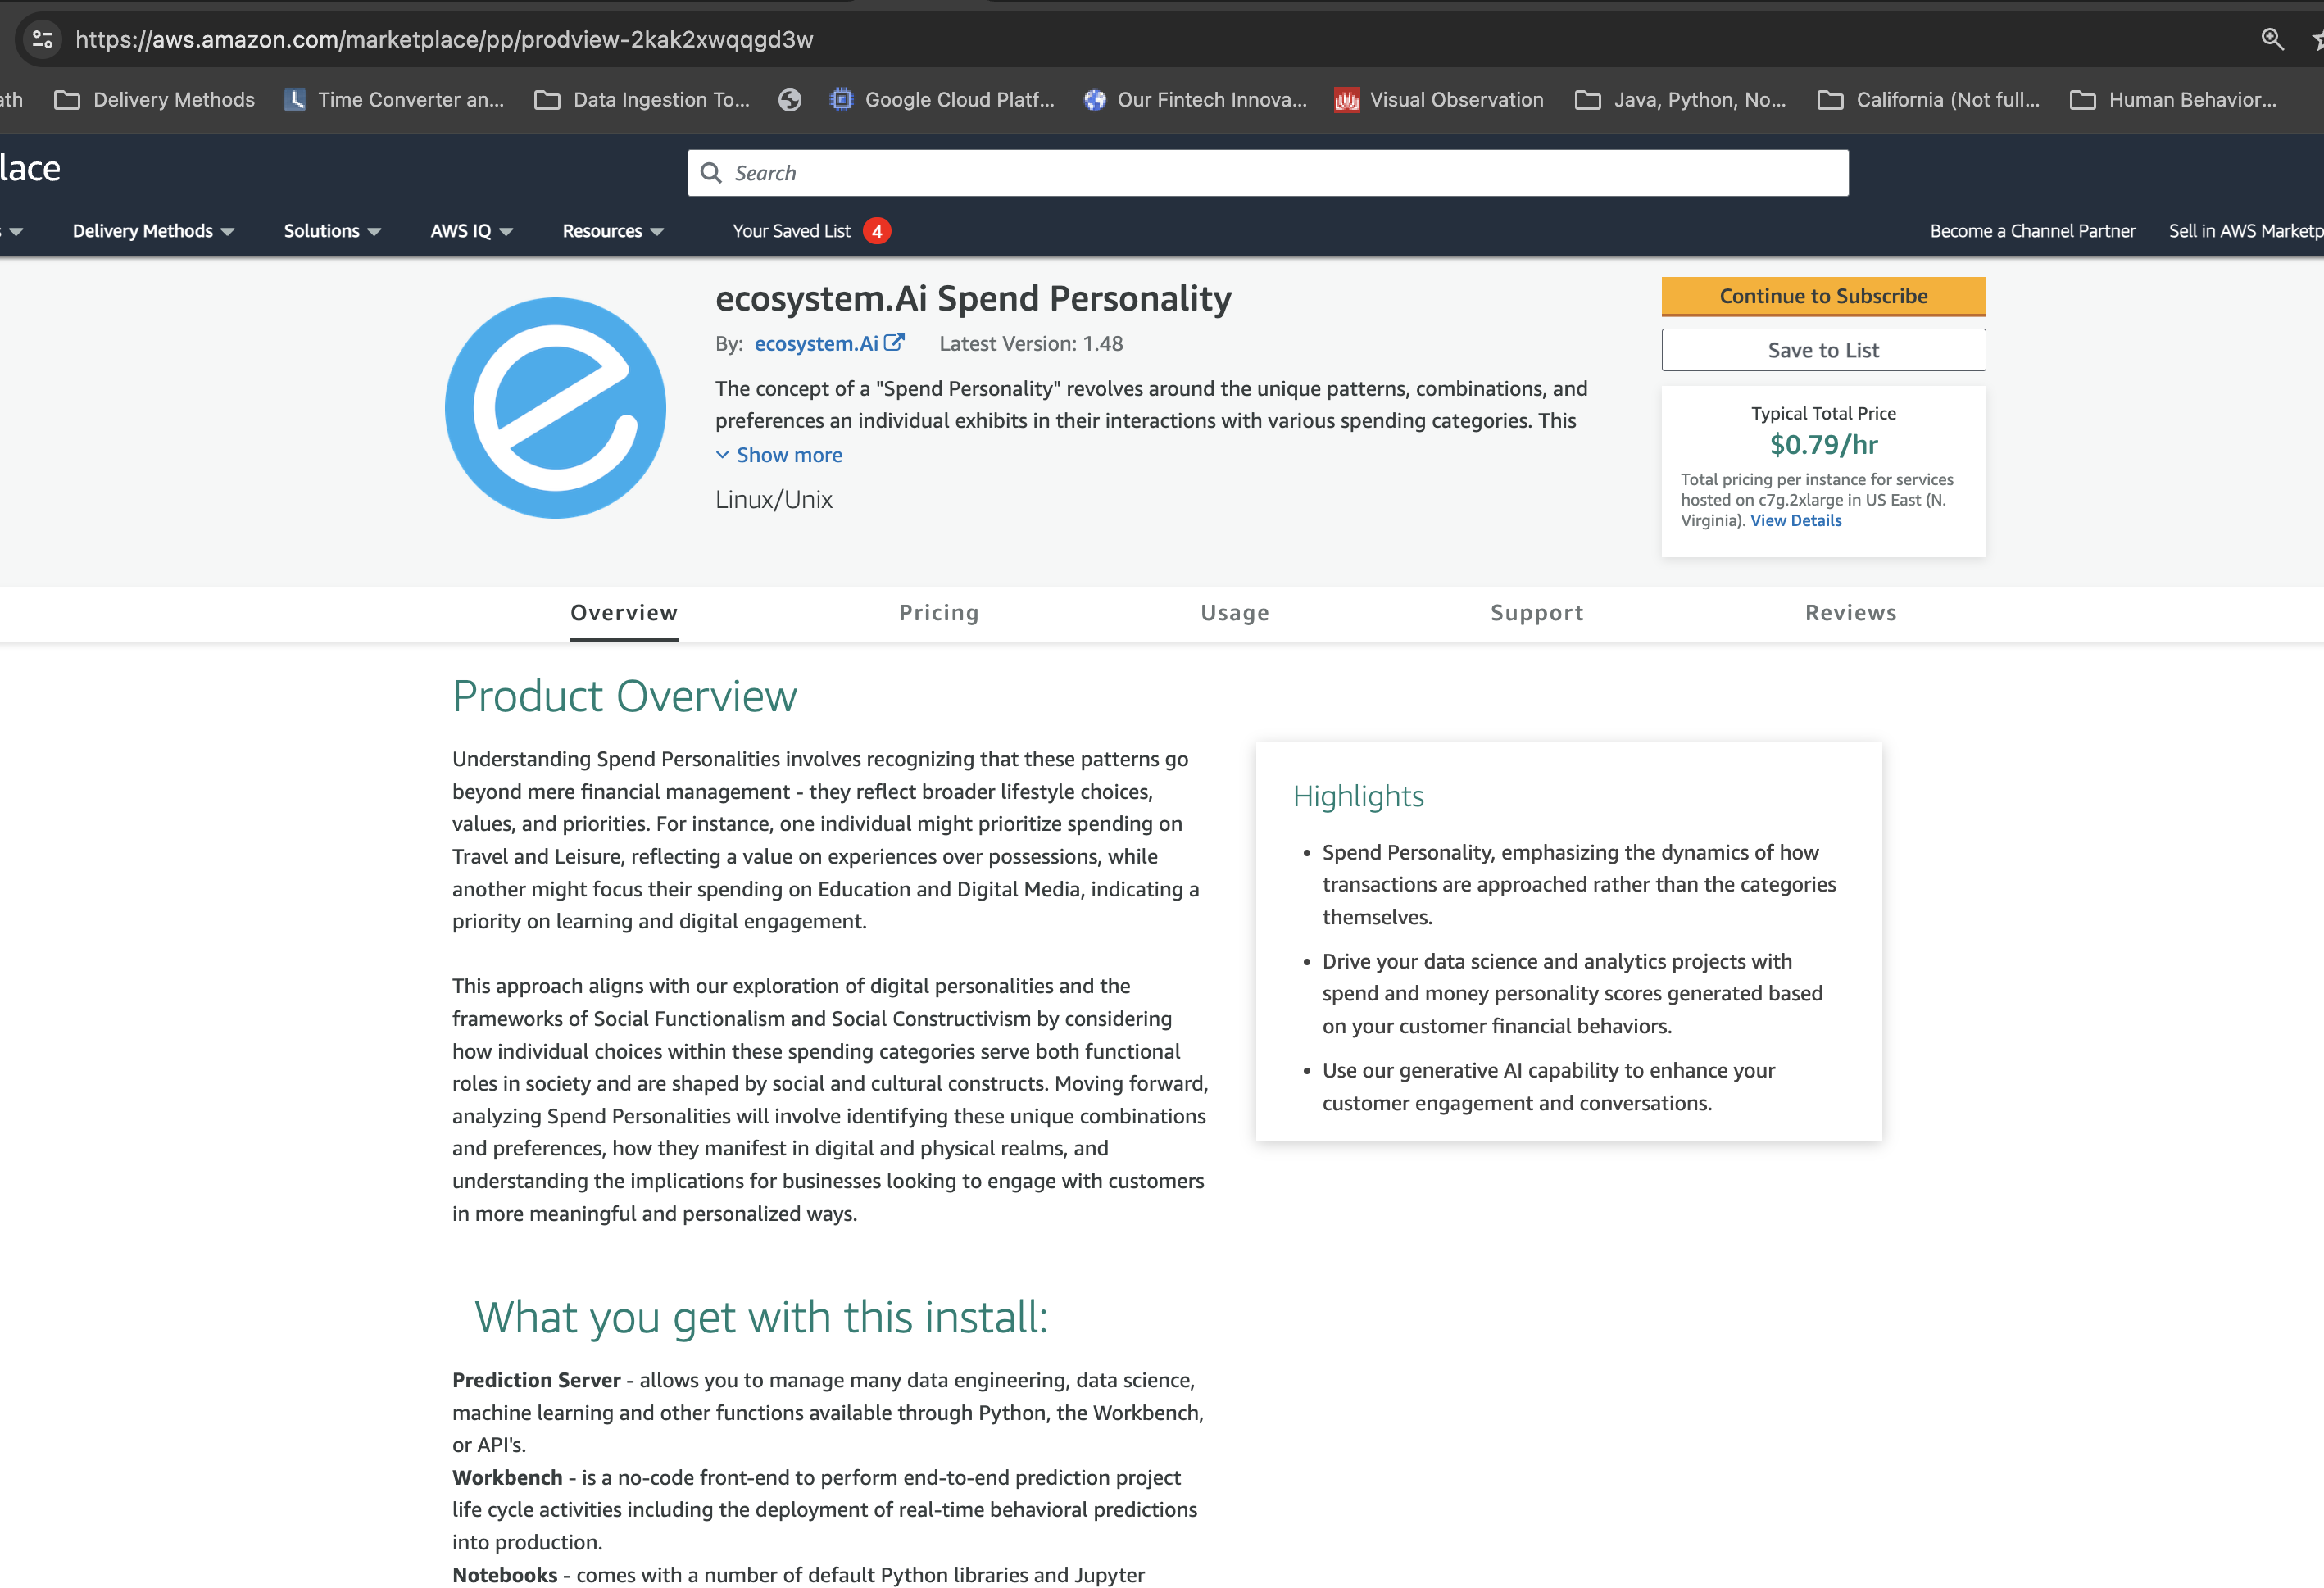 https://aws.amazon.com/marketplace/pp/prodview-2kak2xwqqgd3w
ath Delivery Methods Time Converter an... Data Ingestion To... Google Cloud Platf... Our Fintech Innova... Visual Observation Java, Python, No... California (Not full... Human Behavior...
lace
Search
s Delivery Methods Solutions AWS IQ Resources Your Saved List 4 Become a Channel Partner Sell in AWS Marketp
ecosystem.Ai Spend Personality
By: ecosystem.Ai Latest Version: 1.48
The concept of a "Spend Personality" revolves around the unique patterns, combinations, and
preferences an individual exhibits in their interactions with various spending categories. This
Show more
Linux/Unix
Continue to Subscribe
Save to List
Typical Total Price
$0.79/hr
Total pricing per instance for services
hosted on c7g.2xlarge in US East (N.
Virginia). View Details
Overview Pricing Usage Support Reviews
Product Overview
Understanding Spend Personalities involves recognizing that these patterns go
beyond mere financial management - they reflect broader lifestyle choices,
values, and priorities. For instance, one individual might prioritize spending on
Travel and Leisure, reflecting a value on experiences over possessions, while
another might focus their spending on Education and Digital Media, indicating a
priority on learning and digital engagement.
This approach aligns with our exploration of digital personalities and the
frameworks of Social Functionalism and Social Constructivism by considering
how individual choices within these spending categories serve both functional
roles in society and are shaped by social and cultural constructs. Moving forward,
analyzing Spend Personalities will involve identifying these unique combinations
and preferences, how they manifest in digital and physical realms, and
understanding the implications for businesses looking to engage with customers
in more meaningful and personalized ways.
Highlights
• Spend Personality, emphasizing the dynamics of how
transactions are approached rather than the categories
themselves.
• Drive your data science and analytics projects with
spend and money personality scores generated based
on your customer financial behaviors.
• Use our generative AI capability to enhance your
customer engagement and conversations.
What you get with this install:
Prediction Server - allows you to manage many data engineering, data science,
machine learning and other functions available through Python, the Workbench,
or API's.
Workbench - is a no-code front-end to perform end-to-end prediction project
life cycle activities including the deployment of real-time behavioral predictions
into production.
Notebooks - comes with a number of default Python libraries and Jupyter